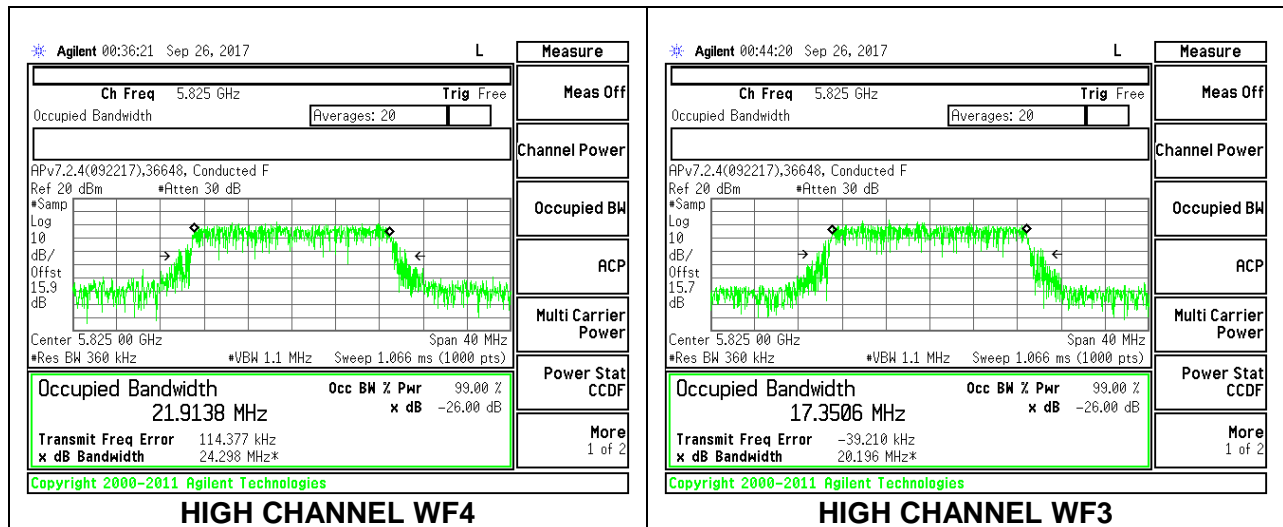 Agilent 00:36:21 Sep 26, 2017 L
Measure
Ch Freq 5.825 GHz Trig Free
Occupied Bandwidth Averages: 20
APv7.2.4(092217),36648, Conducted F
Ref 20 dBm #Atten 30 dB
#Samp
Log
10
dB/
Offst
15.9
dB
Center 5.825 00 GHz Span 40 MHz
#Res BW 360 kHz #VBW 1.1 MHz Sweep 1.066 ms (1000 pts)
Occupied Bandwidth Occ BW % Pwr 99.00 %
21.9138 MHz x dB -26.00 dB
Transmit Freq Error 114.377 kHz
x dB Bandwidth 24.298 MHz*
Copyright 2000-2011 Agilent Technologies
Meas Off
Channel Power
Occupied BW
ACP
Multi Carrier
Power
Power Stat
CCDF
More
1 of 2
HIGH CHANNEL WF4
Agilent 00:44:20 Sep 26, 2017 L
Measure
Ch Freq 5.825 GHz Trig Free
Occupied Bandwidth Averages: 20
APv7.2.4(092217),36648, Conducted F
Ref 20 dBm #Atten 30 dB
#Samp
Log
10
dB/
Offst
15.7
dB
Center 5.825 00 GHz Span 40 MHz
#Res BW 360 kHz #VBW 1.1 MHz Sweep 1.066 ms (1000 pts)
Occupied Bandwidth Occ BW % Pwr 99.00 %
17.3506 MHz x dB -26.00 dB
Transmit Freq Error -39.210 kHz
x dB Bandwidth 20.196 MHz*
Copyright 2000-2011 Agilent Technologies
Meas Off
Channel Power
Occupied BW
ACP
Multi Carrier
Power
Power Stat
CCDF
More
1 of 2
HIGH CHANNEL WF3